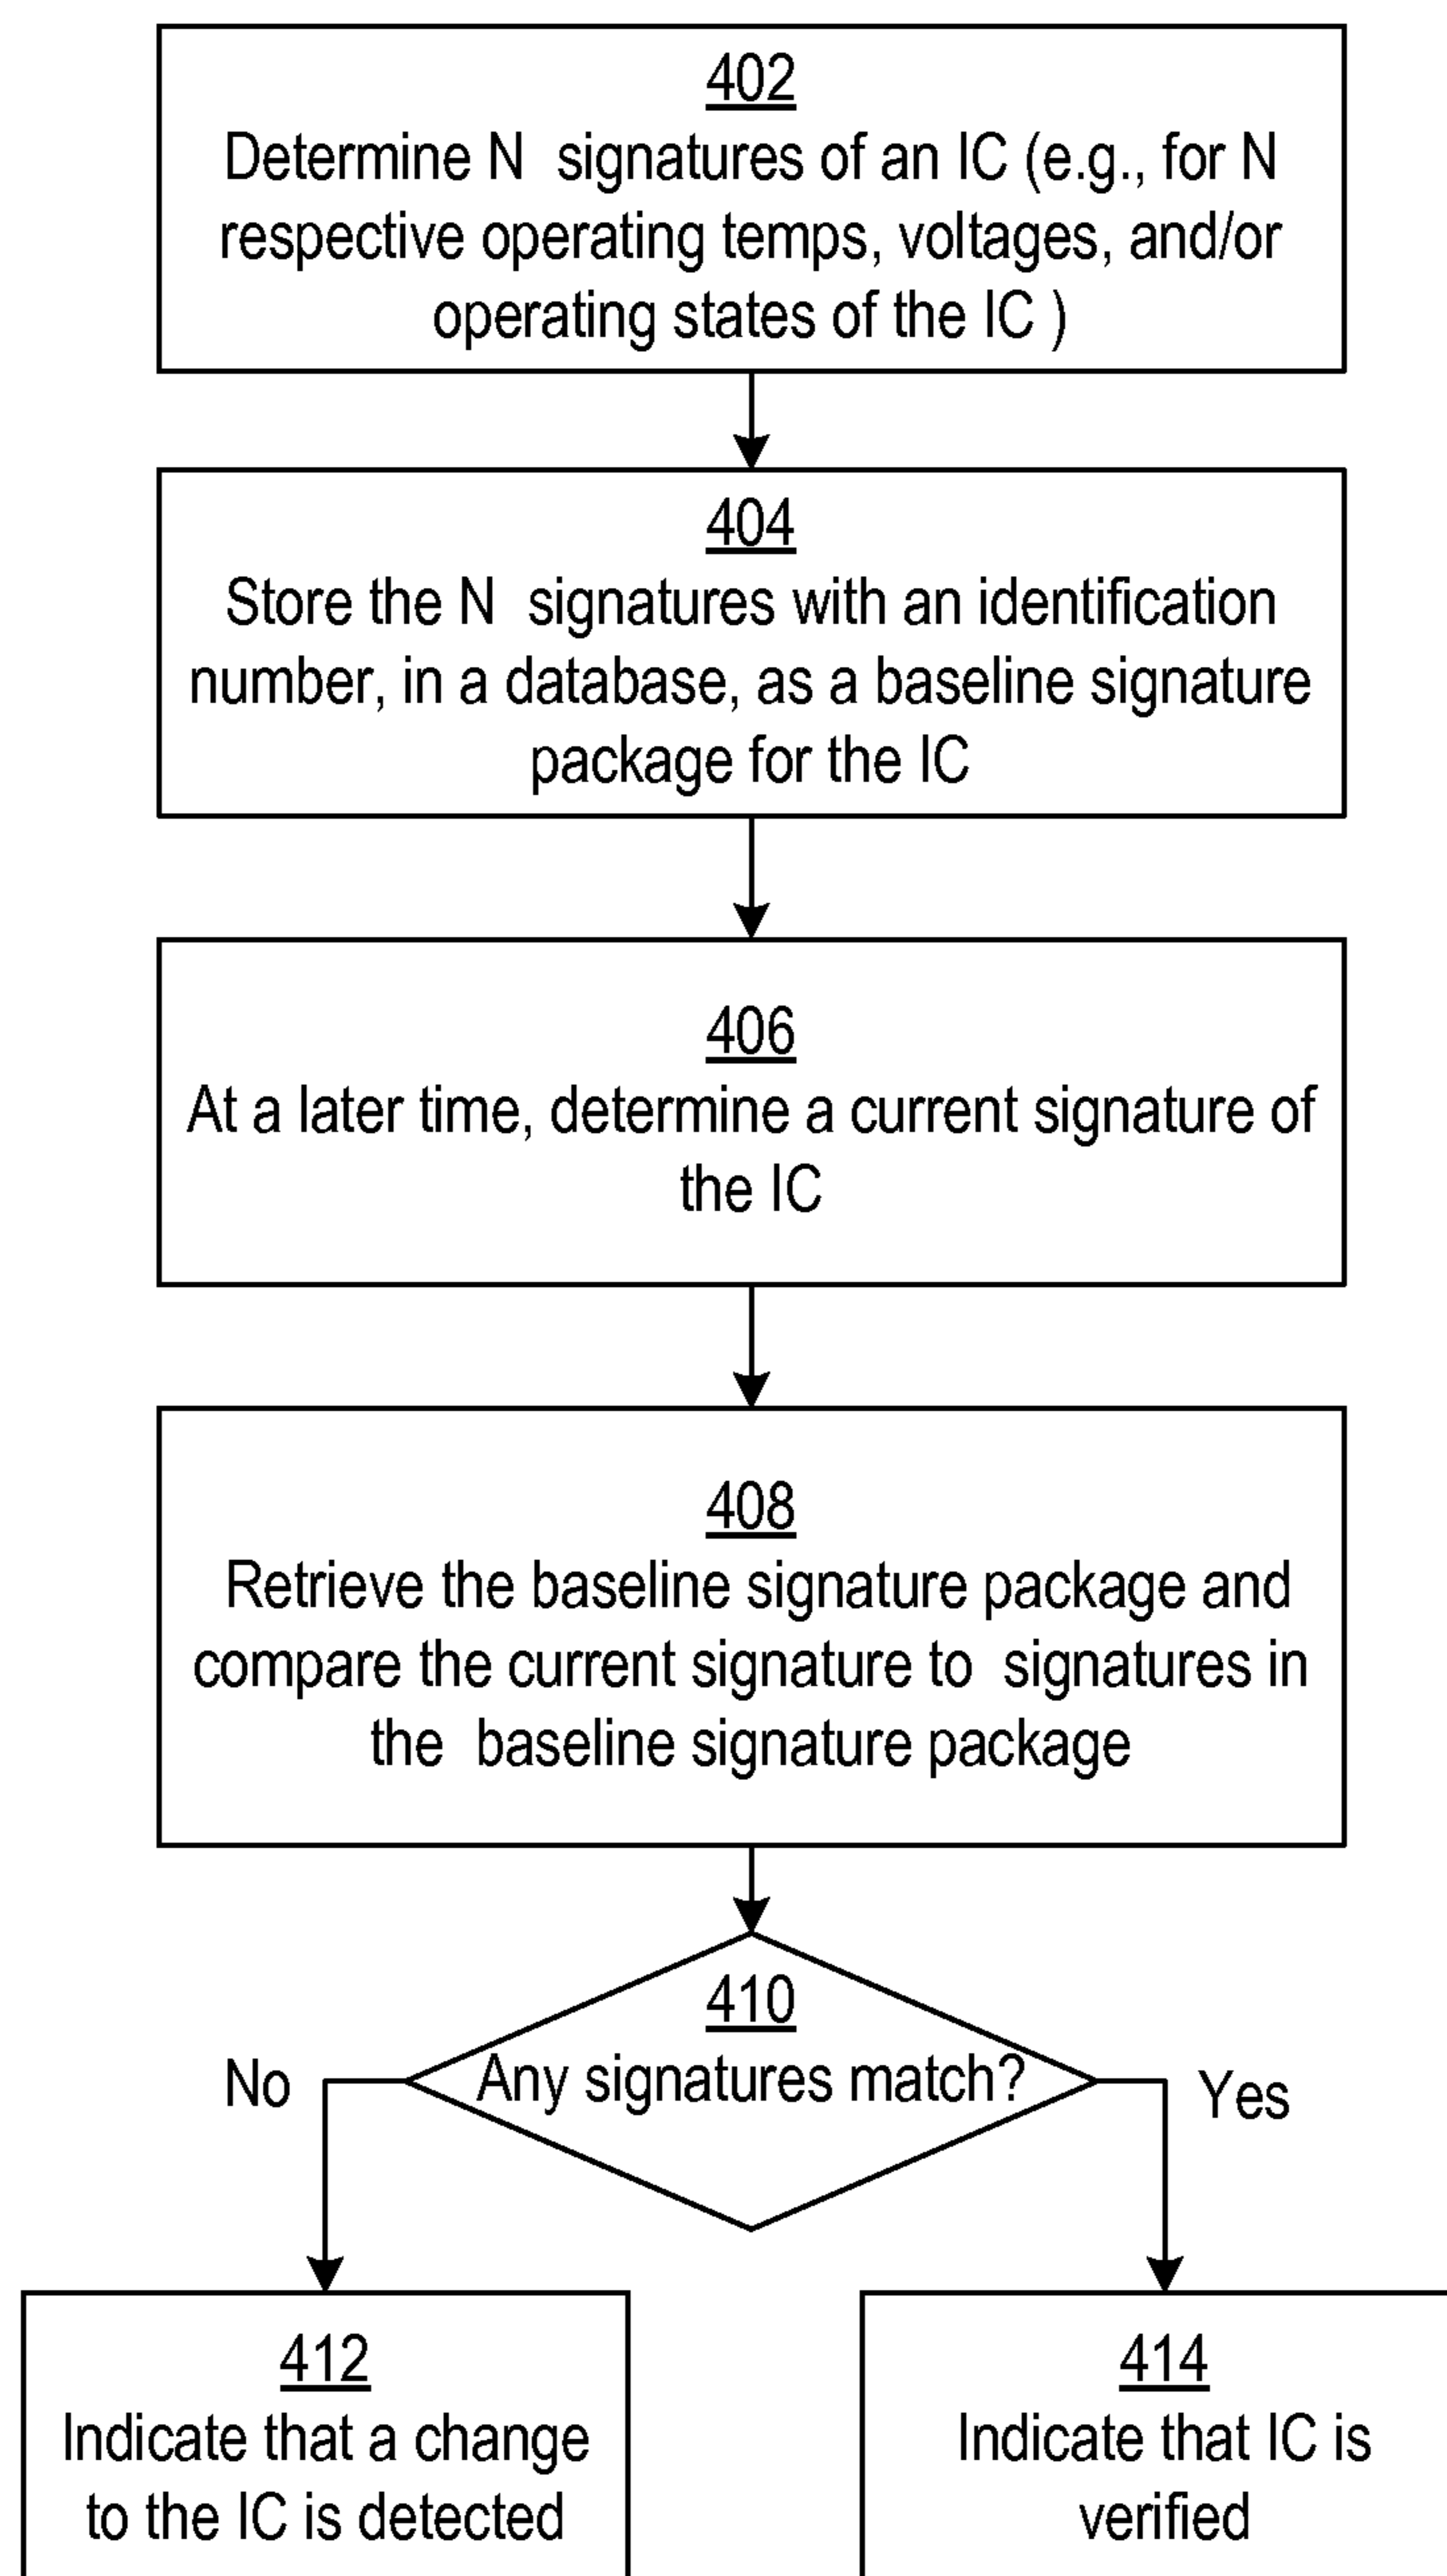 402
Determine N signatures of an IC (e.g., for N
respective operating temps, voltages, and/or
operating states of the IC )
404
Store the N signatures with an identification
number, in a database, as a baseline signature
package for the IC
406
At a later time, determine a current signature of
the IC
408
Retrieve the baseline signature package and
compare the current signature to signatures in
the baseline signature package
410
Any signatures match?
No
Yes
412
Indicate that a change
to the IC is detected
414
Indicate that IC is
verified